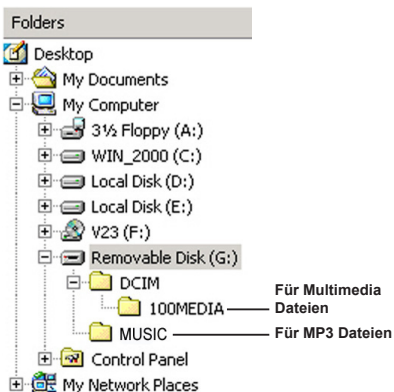 Folders
Desktop
My Documents
My Computer
3½ Floppy (A:)
WIN_2000 (C:)
Local Disk (D:)
Local Disk (E:)
V23 (F:)
Removable Disk (G:)
DCIM
100MEDIA
Für Multimedia
Dateien
MUSIC
Für MP3 Dateien
Control Panel
My Network Places